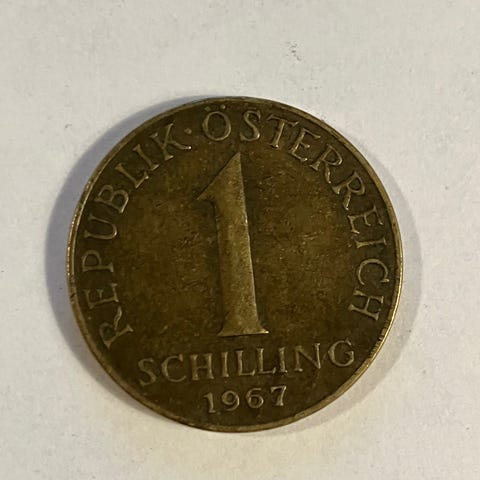 REPUBLIK · ÖSTERREICH
1
SCHILLING
1967